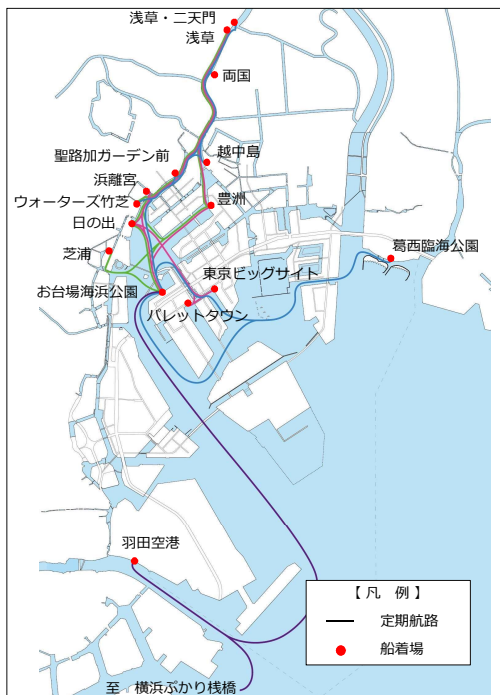 浅草・二天門
浅草
両国
聖路加ガーデン前
越中島
浜離宮
ウォーターズ竹芝
豊洲
日の出
芝浦
葛西臨海公園
東京ビッグサイト
お台場海浜公園
パレットタウン
羽田空港
【 凡 例 】
定期航路
船着場
至 横浜ぷかり桟橋